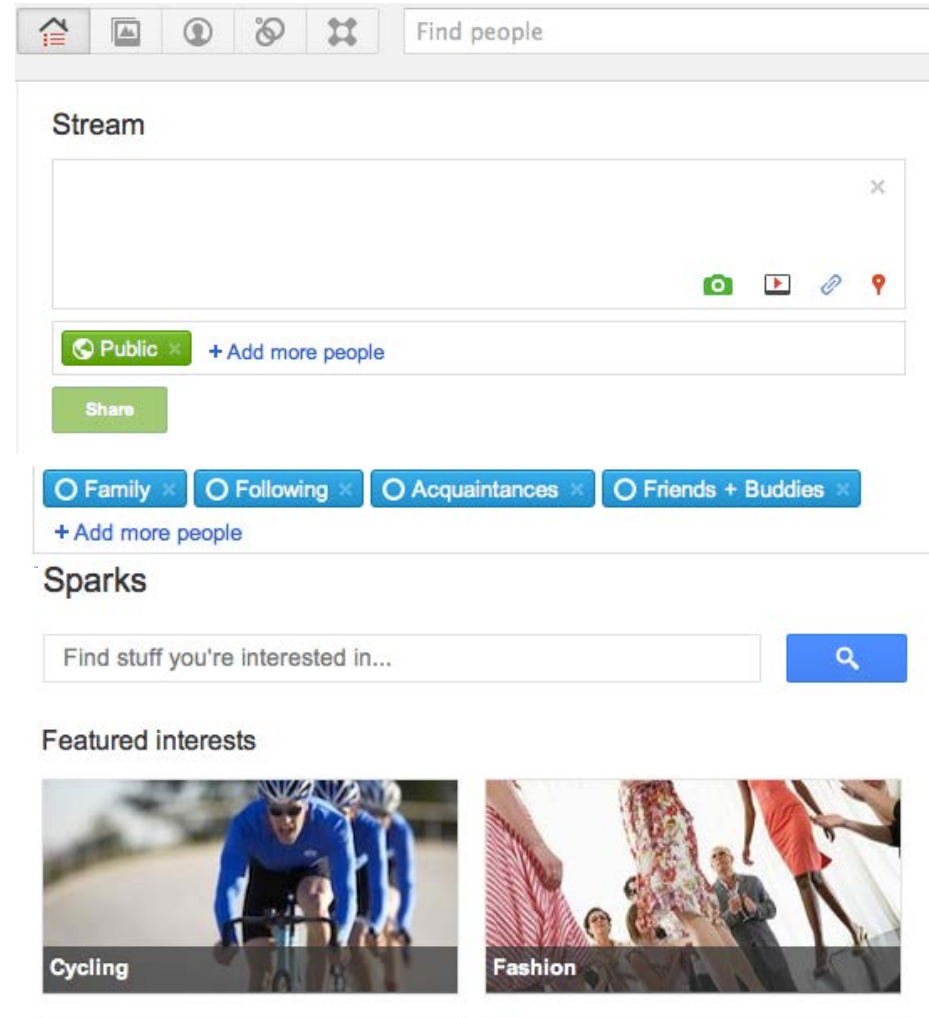 Find people
Stream
Public × + Add more people
Share
Family × Following × Acquaintances × Friends + Buddies ×
+ Add more people
Sparks
Find stuff you're interested in...
Featured interests
Cycling Fashion